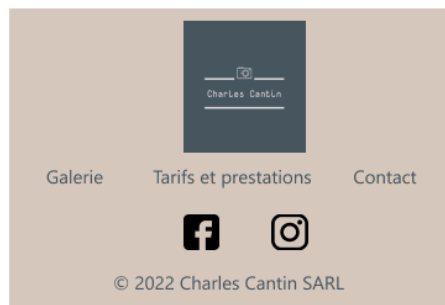 Charles Cantin
Galerie Tarifs et prestations Contact
© 2022 Charles Cantin SARL